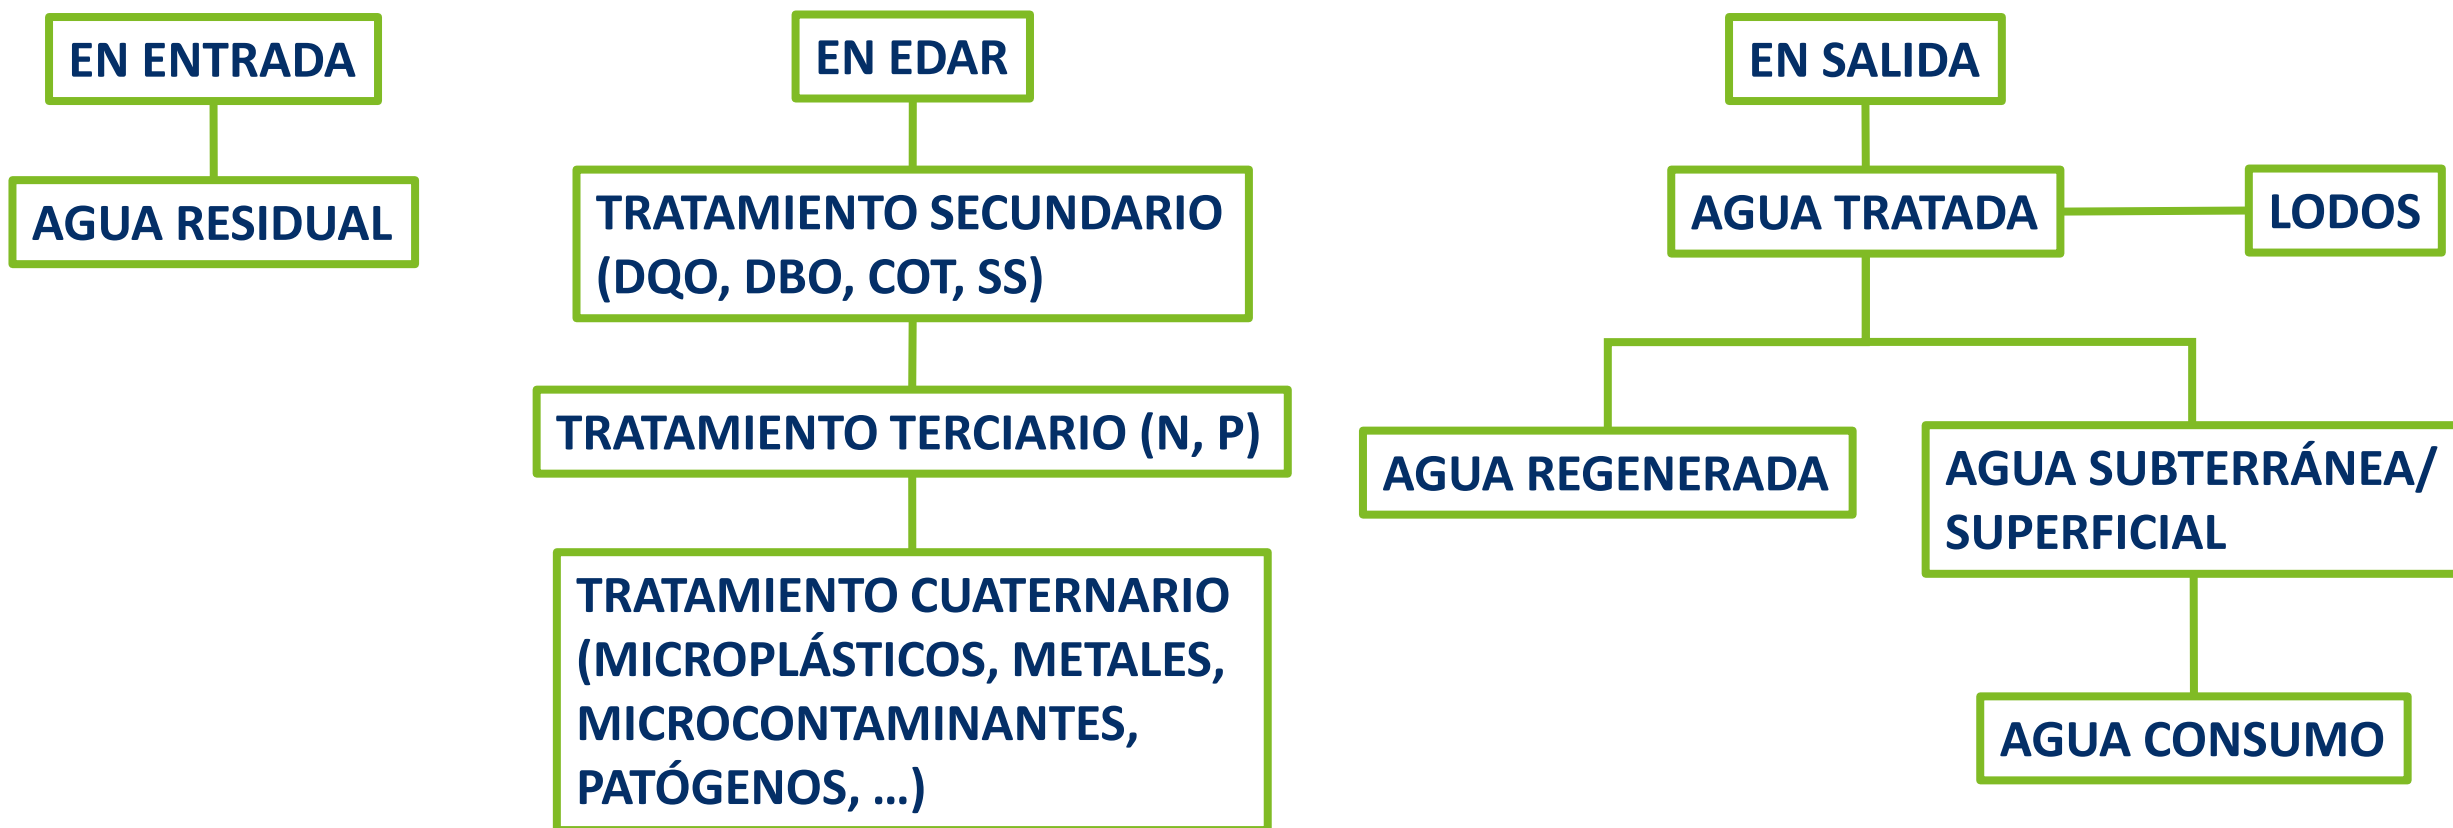 EN ENTRADA
AGUA RESIDUAL
EN EDAR
TRATAMIENTO SECUNDARIO
(DQO, DBO, COT, SS)
TRATAMIENTO TERCIARIO (N, P)
TRATAMIENTO CUATERNARIO
(MICROPLÁSTICOS, METALES,
MICROCONTAMINANTES,
PATÓGENOS, ...)
EN SALIDA
AGUA TRATADA
LODOS
AGUA REGENERADA
AGUA SUBTERRÁNEA/
SUPERFICIAL
AGUA CONSUMO